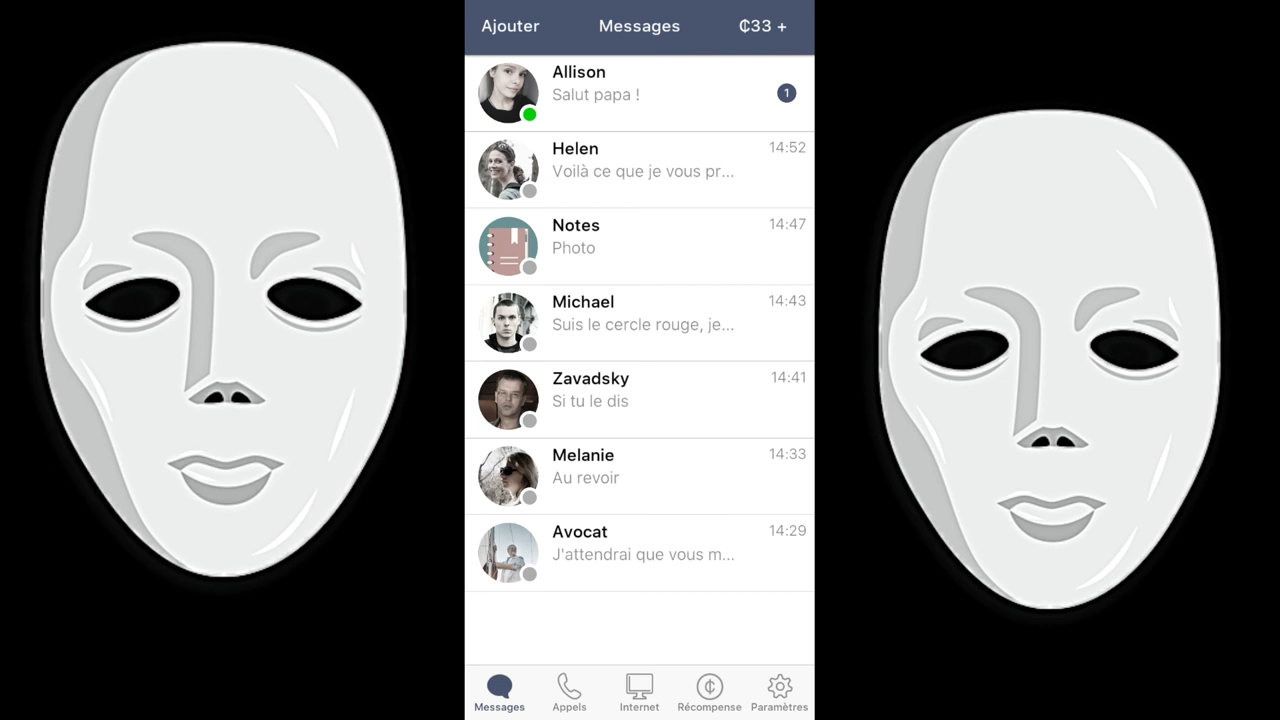 Ajouter Messages ₵33 +
Allison
Salut papa ! 1
Helen 14:52
Voilà ce que je vous pr...
Notes 14:47
Photo
Michael 14:43
Suis le cercle rouge, je...
Zavadsky 14:41
Si tu le dis
Melanie 14:33
Au revoir
Avocat 14:29
J'attendrai que vous m...
Messages Appels Internet Récompense Paramètres